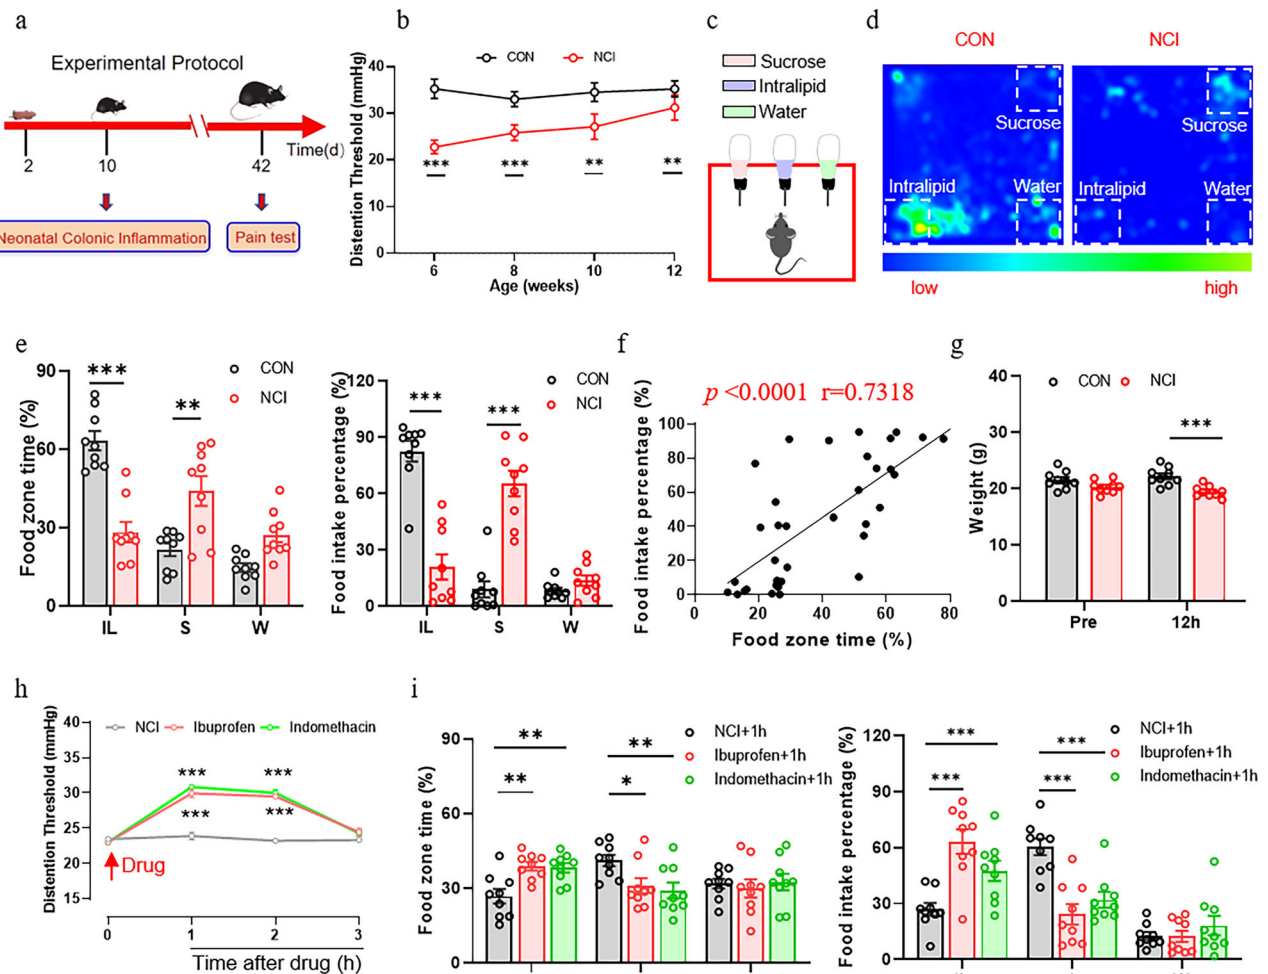 a
Experimental Protocol
2
10
42
Time(d)
Neonatal Colonic Inflammation
Pain test
b
CON
NCI
Distention Threshold (mmHg)
40
30
20
10
0
***
***
**
**
6
8
10
12
Age (weeks)
c
Sucrose
Intralipid
Water
d
CON
NCI
Sucrose
Sucrose
Intralipid
Water
Intralipid
Water
low
high
e
Food zone time (%)
90
60
30
0
***
**
CON
NCI
IL
S
W
Food intake percentage (%)
120
90
60
30
0
***
***
CON
NCI
IL
S
W
f
p <0.0001 r=0.7318
Food intake percentage (%)
100
80
60
40
20
0
0
20
40
60
80
Food zone time (%)
g
Weight (g)
40
30
20
10
0
CON
NCI
***
Pre
12h
h
Distention Threshold (mmHg)
40
35
30
25
20
15
NCI
Ibuprofen
Indomethacin
***
***
***
***
Drug
0
1
2
3
Time after drug (h)
i
Food zone time (%)
90
60
30
0
**
**
**
*
NCI+1h
Ibuprofen+1h
Indomethacin+1h
Food intake percentage (%)
120
90
60
30
0
***
***
***
***
NCI+1h
Ibuprofen+1h
Indomethacin+1h